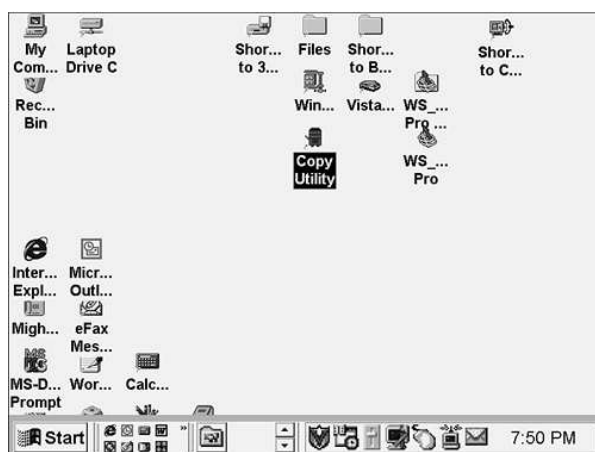 My Com...
Laptop Drive C
Shor... to 3...
Files
Shor... to B...
Shor... to C...
Rec... Bin
Win...
Vista...
WS_... Pro ...
Copy Utility
WS_... Pro
Inter... Expl...
Micr... Outl...
Migh...
eFax Mes...
MS-D... Prompt
Wor...
Calc...
Start
7:50 PM